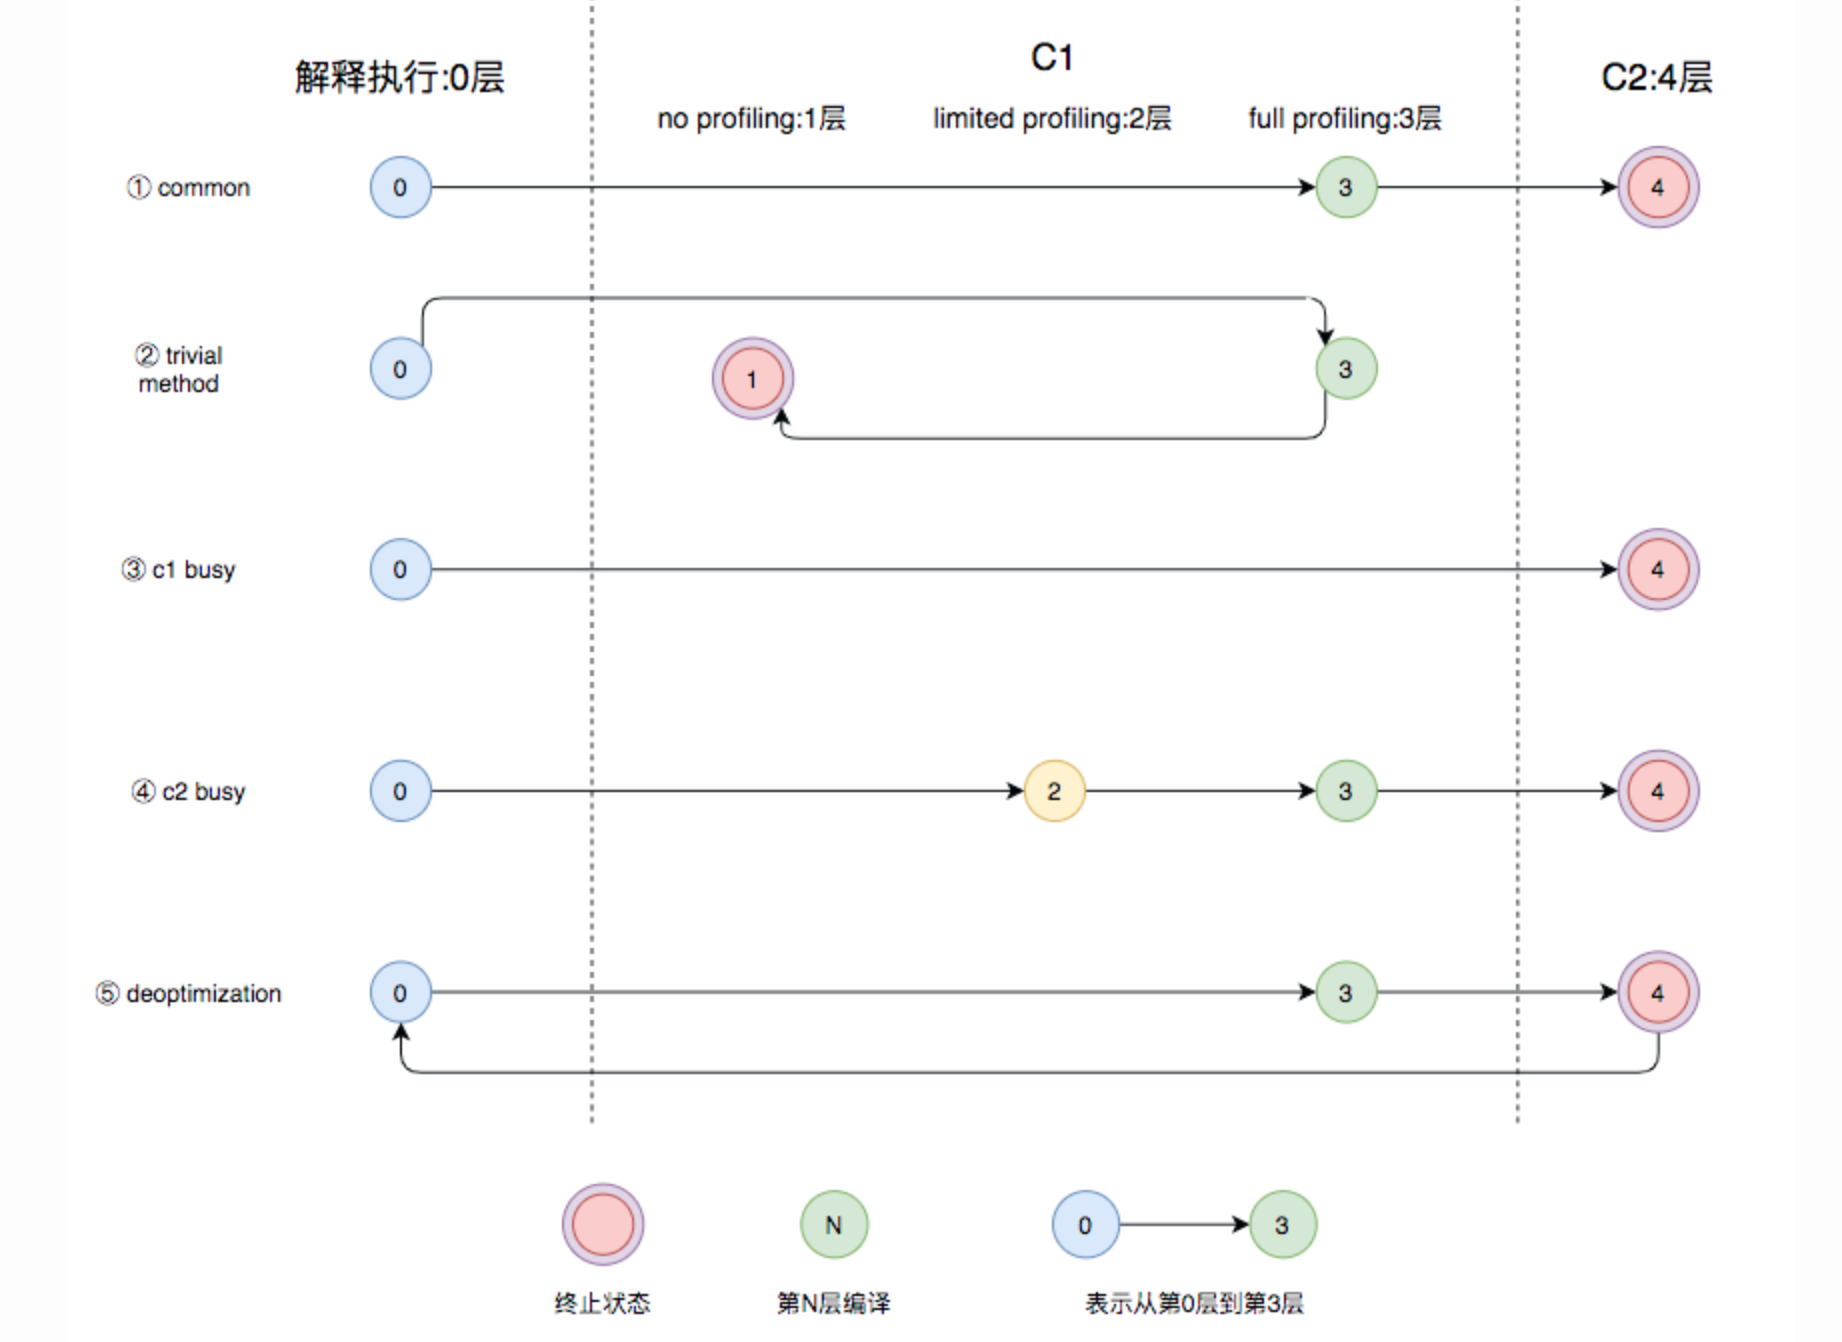 解释执行:0层
C1
C2:4层
no profiling:1层
limited profiling:2层
full profiling:3层
① common
0
3
4
② trivial
method
0
1
3
③ c1 busy
0
4
④ c2 busy
0
2
3
4
⑤ deoptimization
0
3
4
N
0
3
终止状态
第N层编译
表示从第0层到第3层